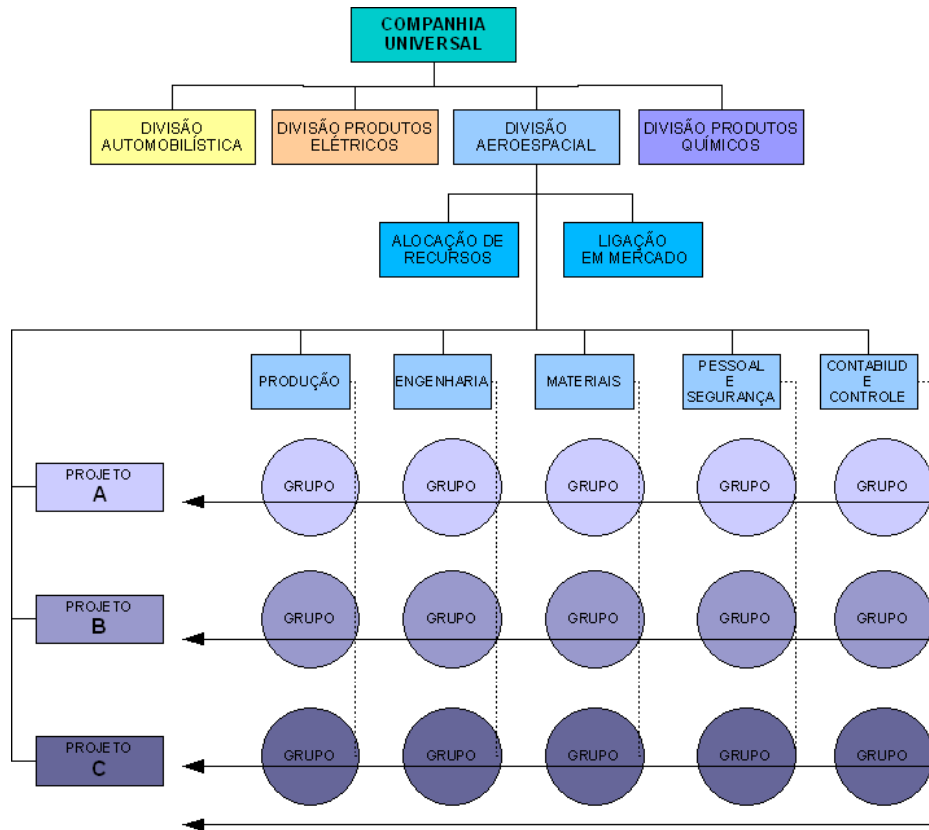 COMPANHIA
UNIVERSAL
DIVISÃO
AUTOMOBILÍSTICA
DIVISÃO PRODUTOS
ELÉTRICOS
DIVISÃO
AEROESPACIAL
DIVISÃO PRODUTOS
QUÍMICOS
ALOCAÇÃO DE
RECURSOS
LIGAÇÃO
EM MERCADO
PRODUÇÃO
ENGENHARIA
MATERIAIS
PESSOAL
E
SEGURANÇA
CONTABILID
E
CONTROLE
PROJETO
A
GRUPO
GRUPO
GRUPO
GRUPO
GRUPO
PROJETO
B
GRUPO
GRUPO
GRUPO
GRUPO
GRUPO
PROJETO
C
GRUPO
GRUPO
GRUPO
GRUPO
GRUPO